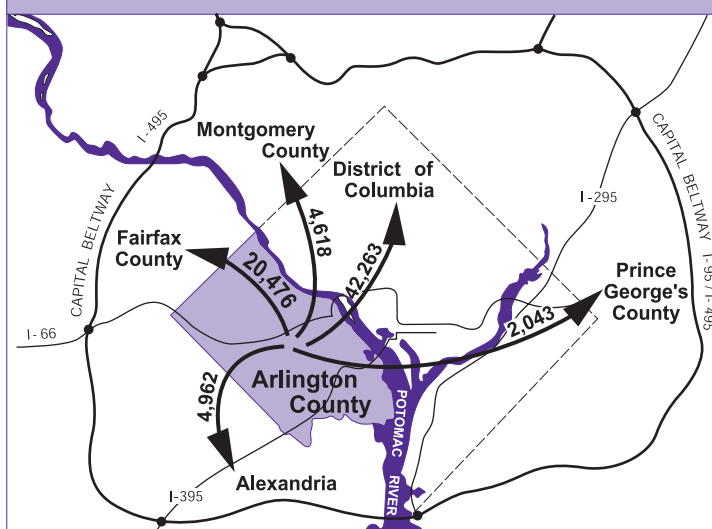 I-495
Montgomery
County
District of
Columbia
CAPITAL BELTWAY
I-295
Fairfax
County
4,618
CAPITAL BELTWAY
20,476
42,263
Prince
George's
County
I-95 / I-495
I-66
2,043
4,962
Arlington
County
POTOMAC
RIVER
Alexandria
I-395